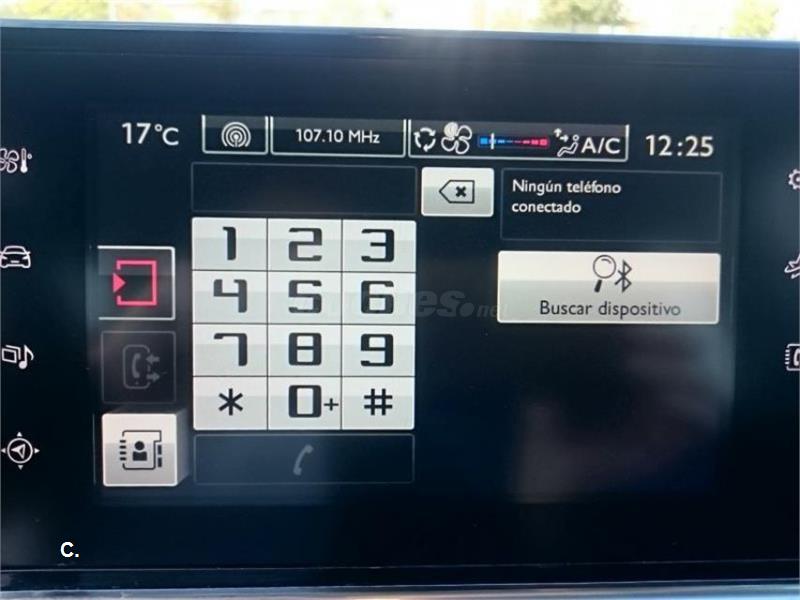 17°C
107.10 MHz
A/C
12:25
Ningún teléfono
conectado
1 2 3
4 5 6
7 8 9
* 0+ #
Buscar dispositivo
C.